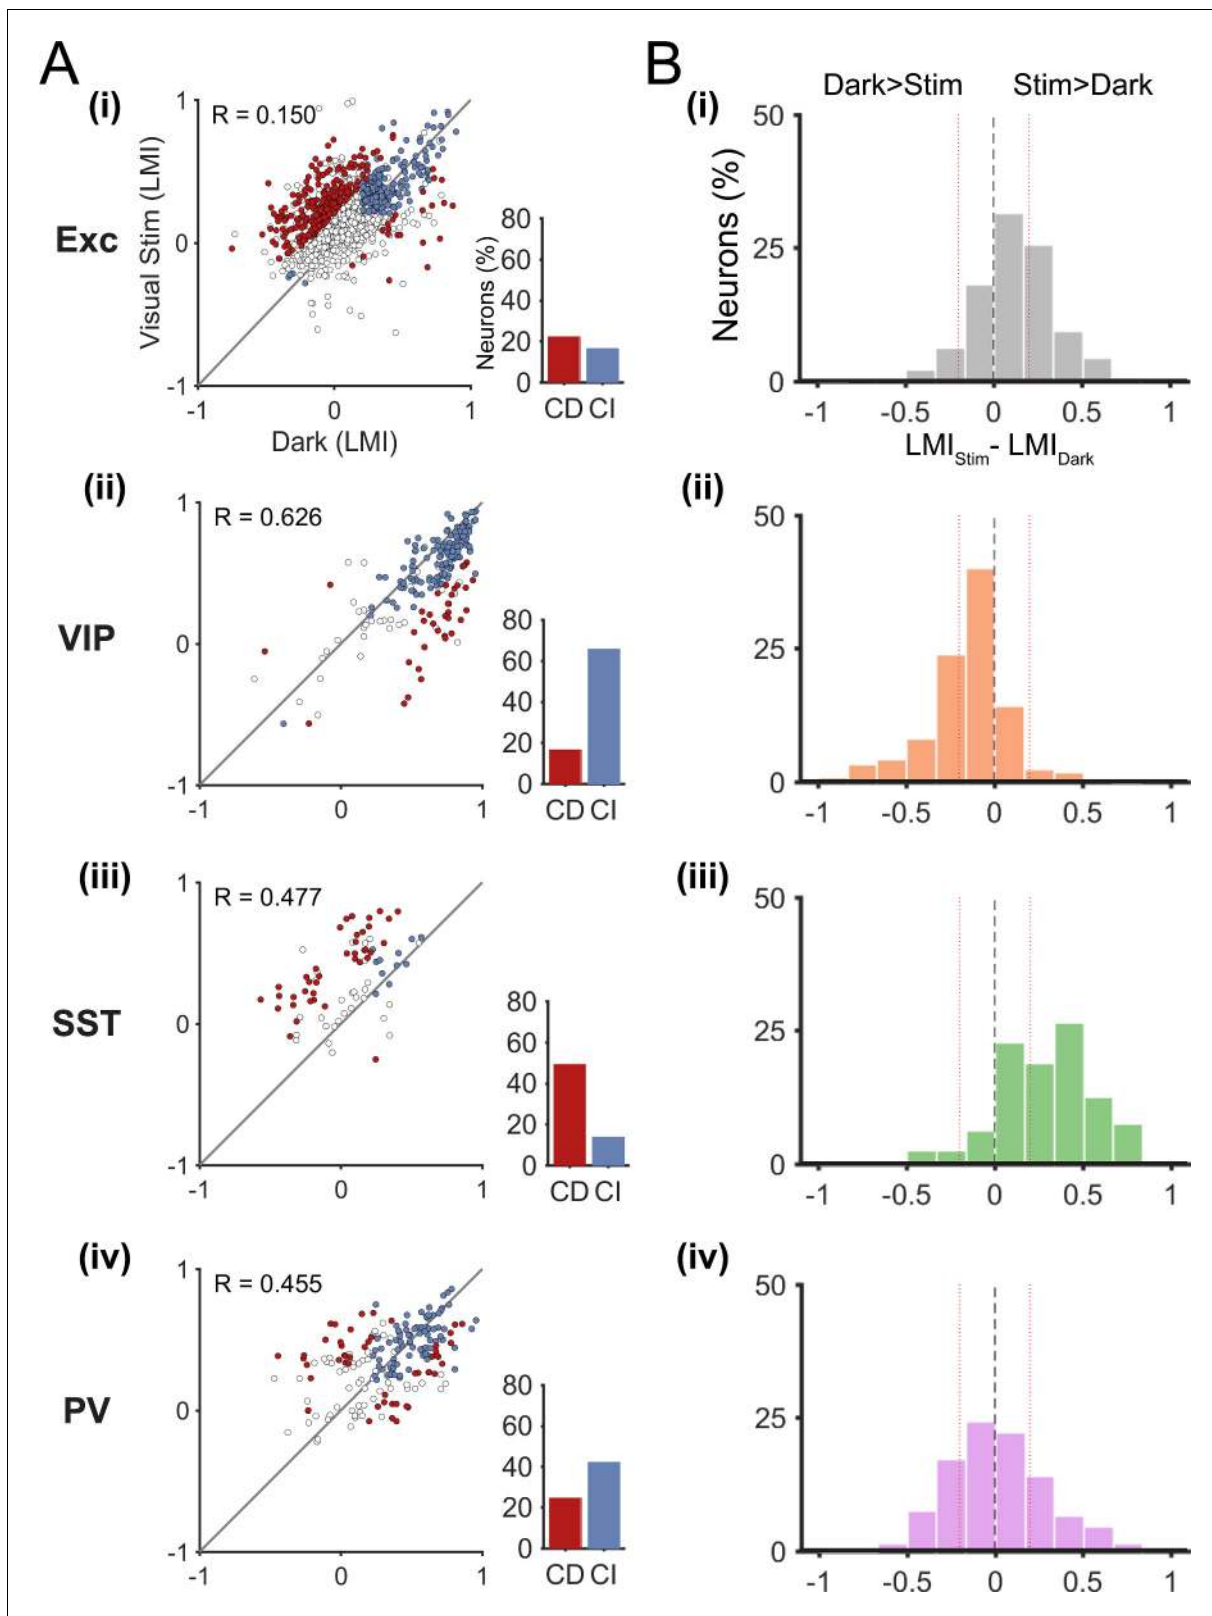 A
B
Dark>Stim
Stim>Dark
(i)
R = 0.150
1
0
-1
Visual Stim (LMI)
Exc
-1
0
1
Dark (LMI)
80
60
40
20
0
Neurons (%)
CD CI
(i)
50
25
0
Neurons (%)
-1
-0.5
0
0.5
1
LMIStim- LMIDark
(ii)
R = 0.626
1
0
-1
VIP
-1
0
1
80
60
40
20
0
CD CI
(ii)
50
25
0
-1
-0.5
0
0.5
1
(iii)
R = 0.477
1
0
-1
SST
-1
0
1
80
60
40
20
0
CD CI
(iii)
50
25
0
-1
-0.5
0
0.5
1
(iv)
R = 0.455
1
0
-1
PV
-1
0
1
80
60
40
20
0
CD CI
(iv)
50
25
0
-1
-0.5
0
0.5
1